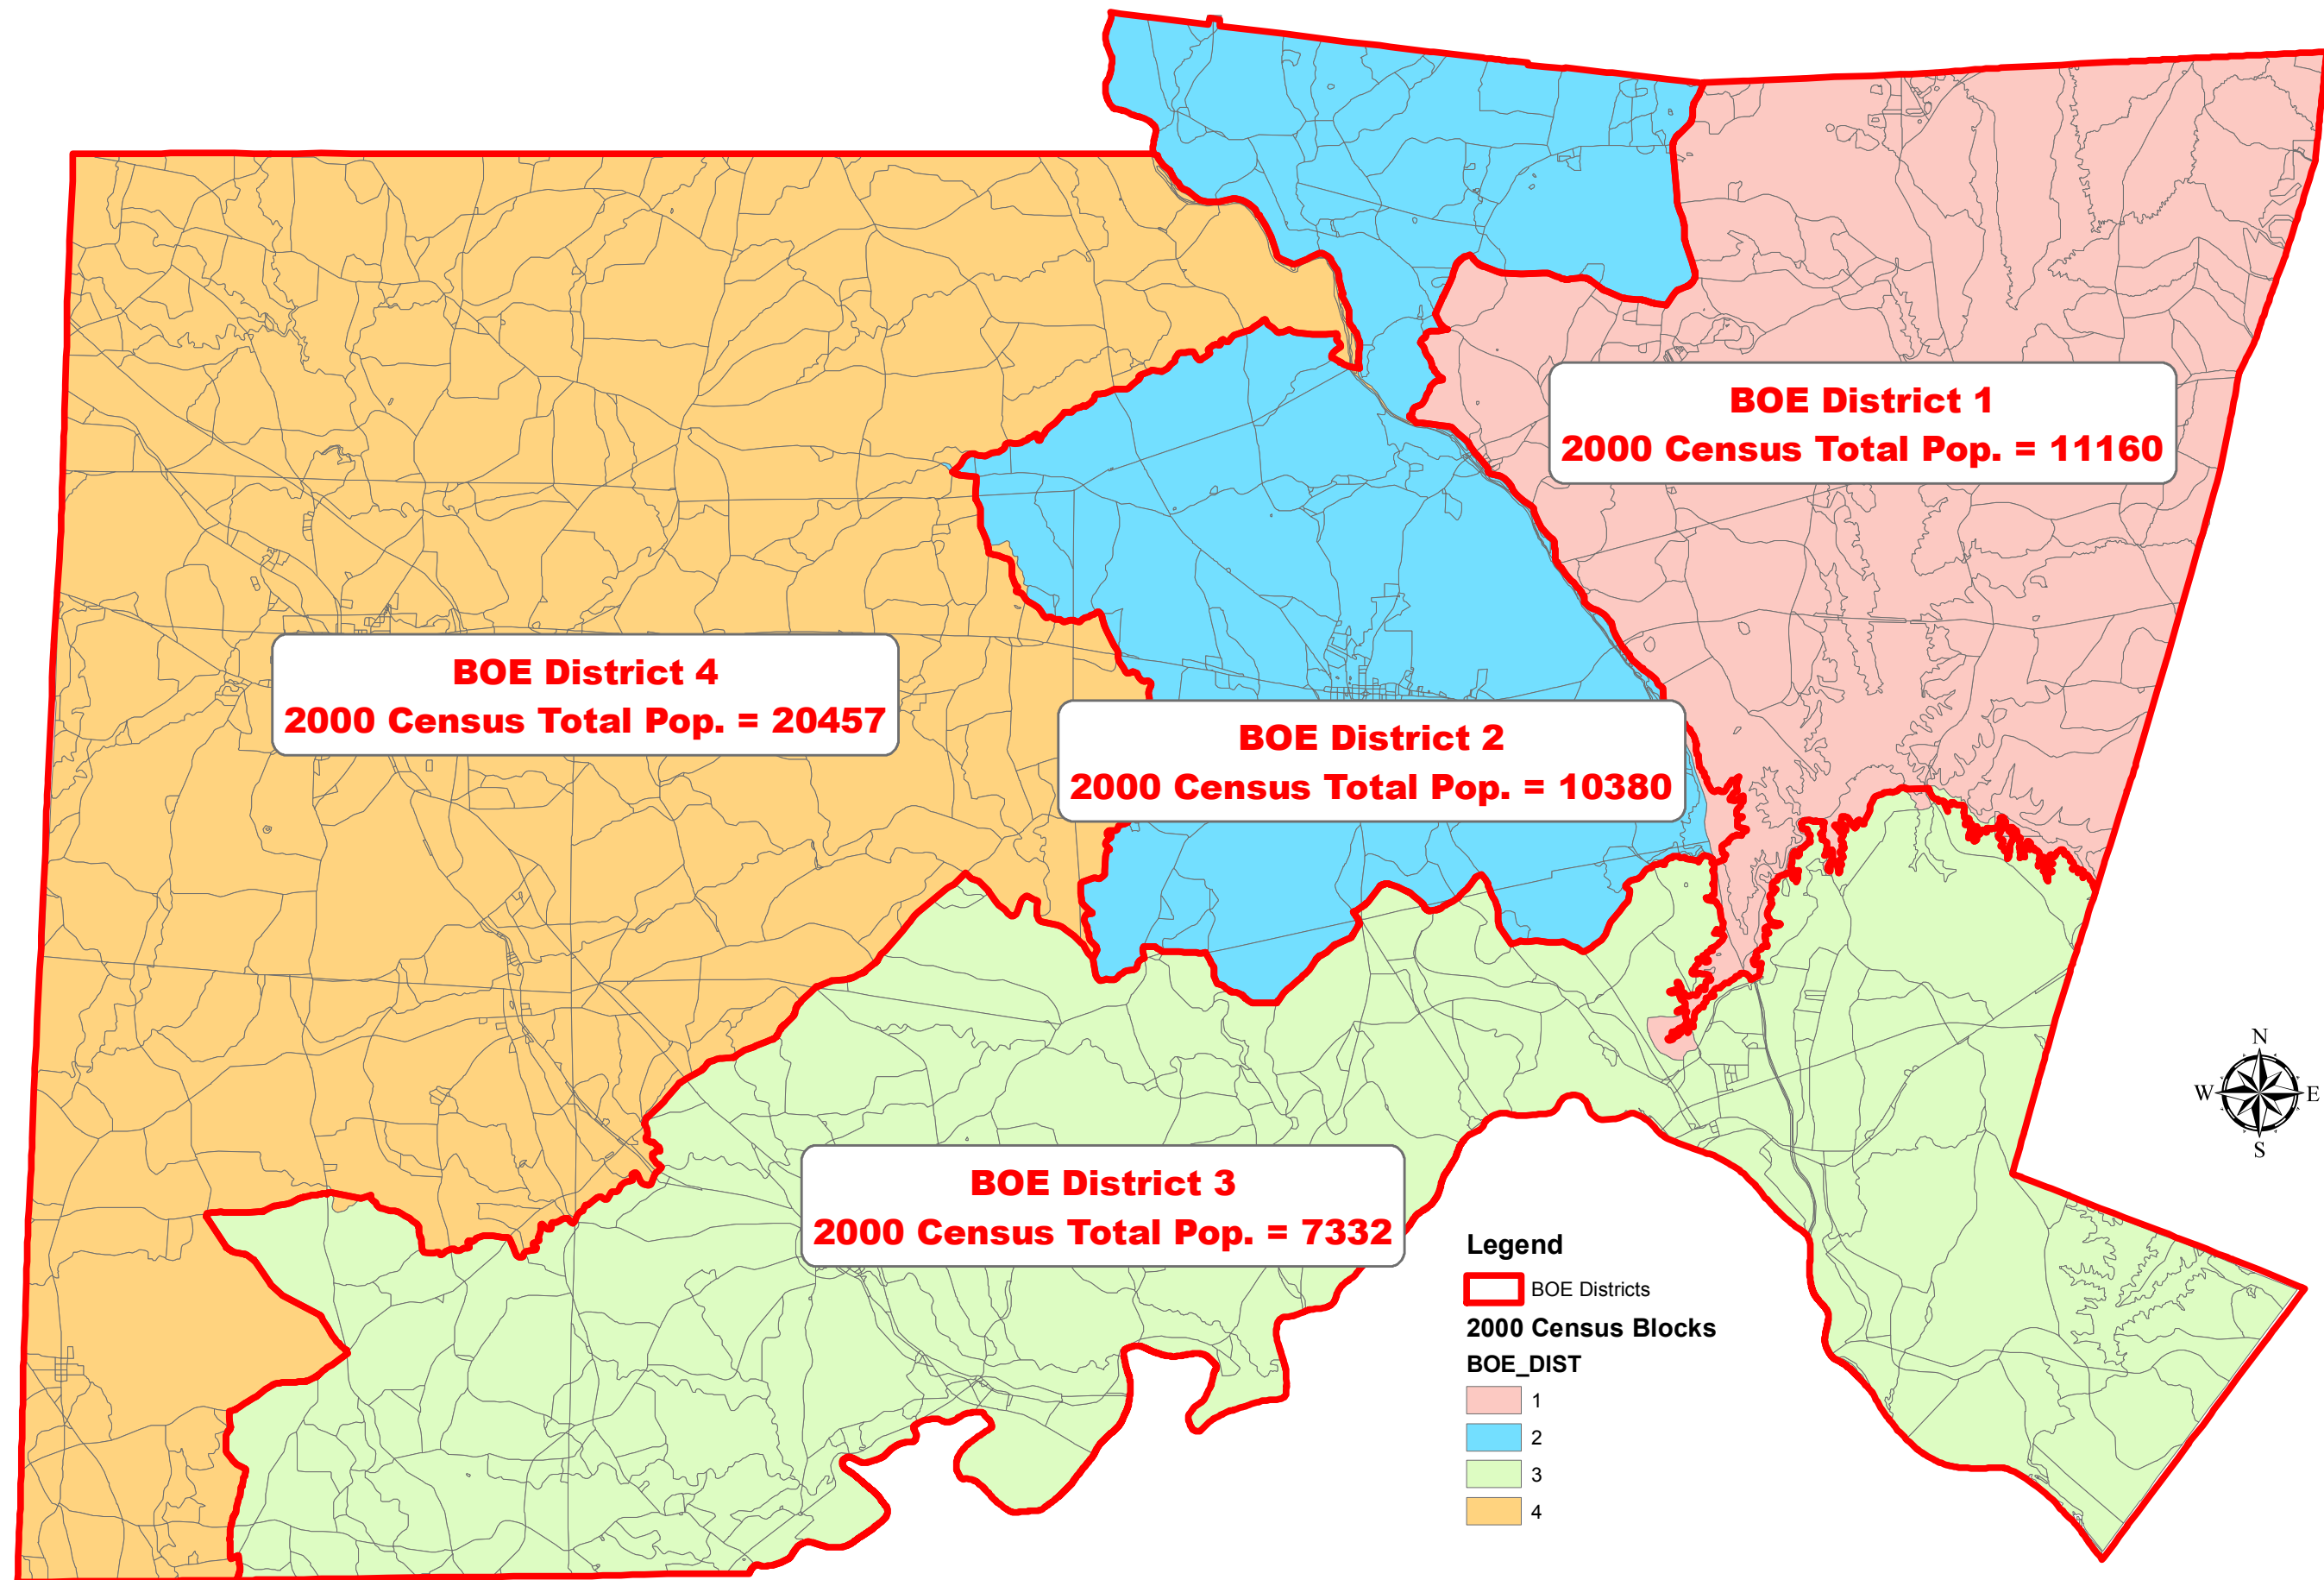 BOE District 1
2000 Census Total Pop. = 11160
BOE District 4
2000 Census Total Pop. = 20457
BOE District 2
2000 Census Total Pop. = 10380
BOE District 3
2000 Census Total Pop. = 7332
N
W E
S
Legend
BOE Districts
2000 Census Blocks
BOE_DIST
1
2
3
4